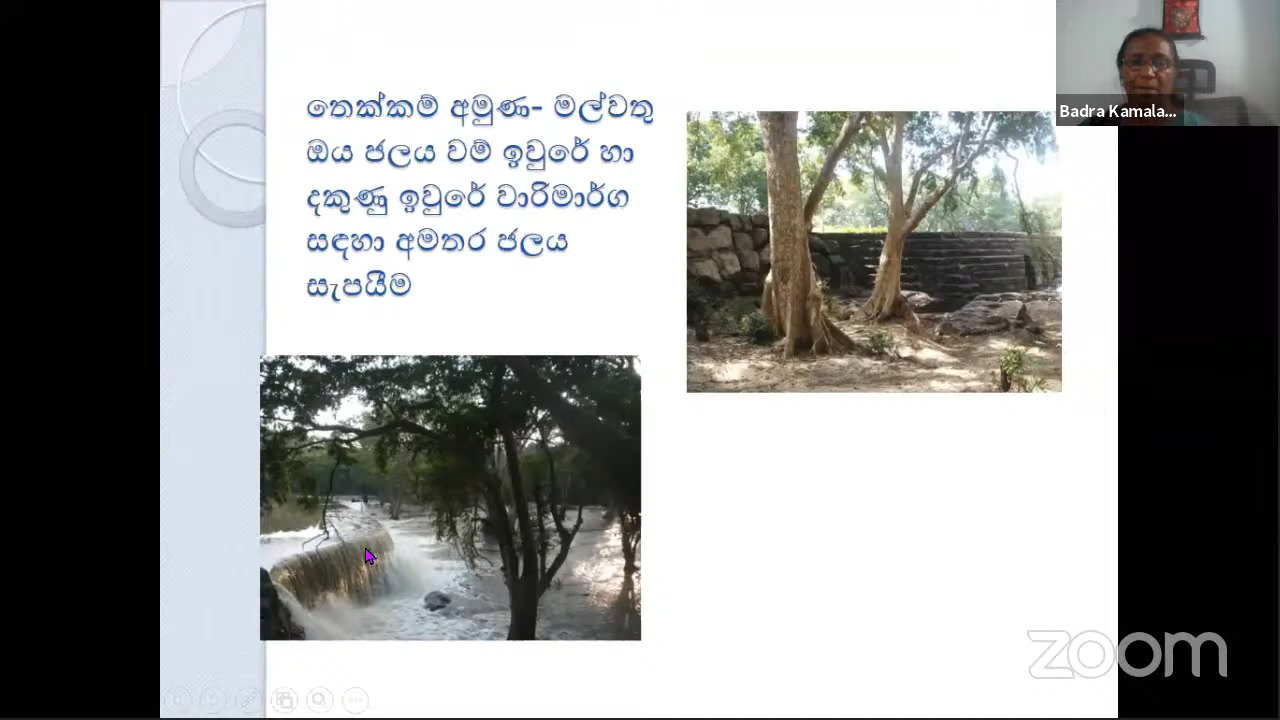 තෙක්කම් අමුණ- මල්වතු
ඔය ජලය වම් ඉවුරේ හා
දකුණු ඉවුරේ වාරිමාර්ග
සඳහා අමතර ජලය
සැපයීම
Badra Kamala...
zoom